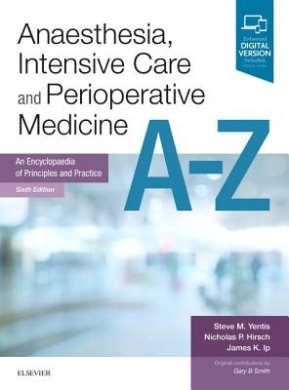 Enhanced
DIGITAL
VERSION
INCLUDED
Anaesthesia,
Intensive Care
and Perioperative
Medicine
A-Z
An Encyclopaedia
of Principles and Practice
Sixth Edition
Steve M. Yentis
Nicholas P. Hirsch
James K. Ip
Original contributions by
Gary B Smith
ELSEVIER